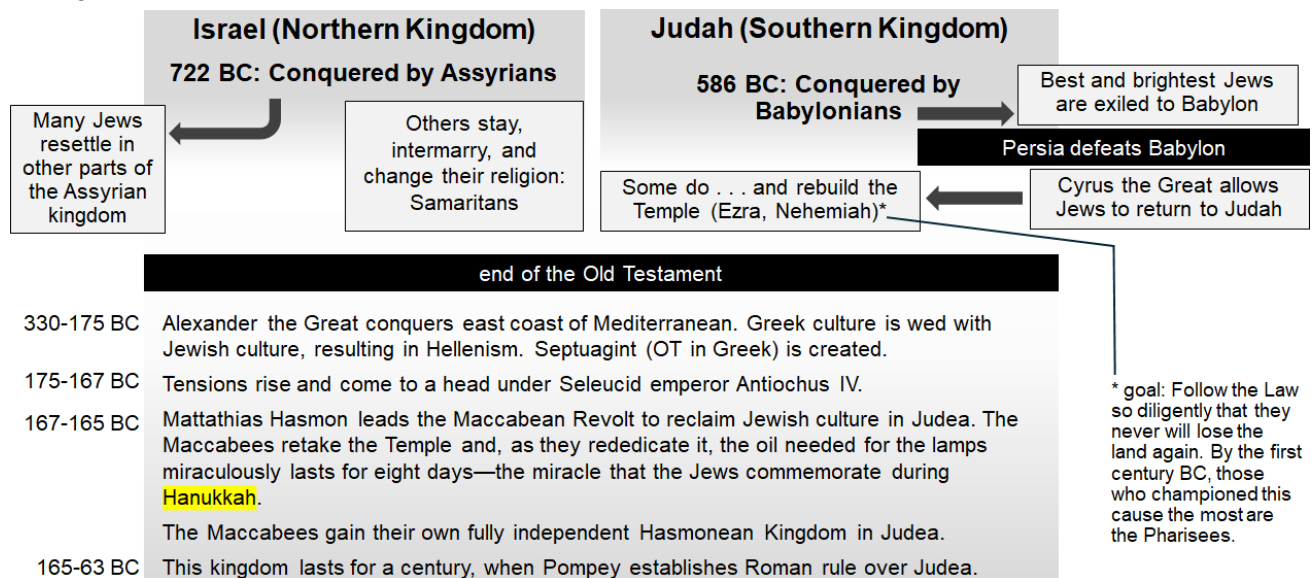 Israel (Northern Kingdom)
722 BC: Conquered by Assyrians
Many Jews
resettle in
other parts of
the Assyrian
kingdom
Others stay,
intermarry, and
change their religion:
Samaritans
Judah (Southern Kingdom)
586 BC: Conquered by
Babylonians
Best and brightest Jews
are exiled to Babylon
Persia defeats Babylon
Cyrus the Great allows
Jews to return to Judah
Some do . . . and rebuild the
Temple (Ezra, Nehemiah)*
end of the Old Testament
330-175 BC Alexander the Great conquers east coast of Mediterranean. Greek culture is wed with
Jewish culture, resulting in Hellenism. Septuagint (OT in Greek) is created.
175-167 BC Tensions rise and come to a head under Seleucid emperor Antiochus IV.
167-165 BC Mattathias Hasmon leads the Maccabean Revolt to reclaim Jewish culture in Judea. The
Maccabees retake the Temple and, as they rededicate it, the oil needed for the lamps
miraculously lasts for eight days—the miracle that the Jews commemorate during
Hanukkah.
The Maccabees gain their own fully independent Hasmonean Kingdom in Judea.
165-63 BC This kingdom lasts for a century, when Pompey establishes Roman rule over Judea.
* goal: Follow the Law
so diligently that they
never will lose the
land again. By the first
century BC, those
who championed this
cause the most are
the Pharisees.